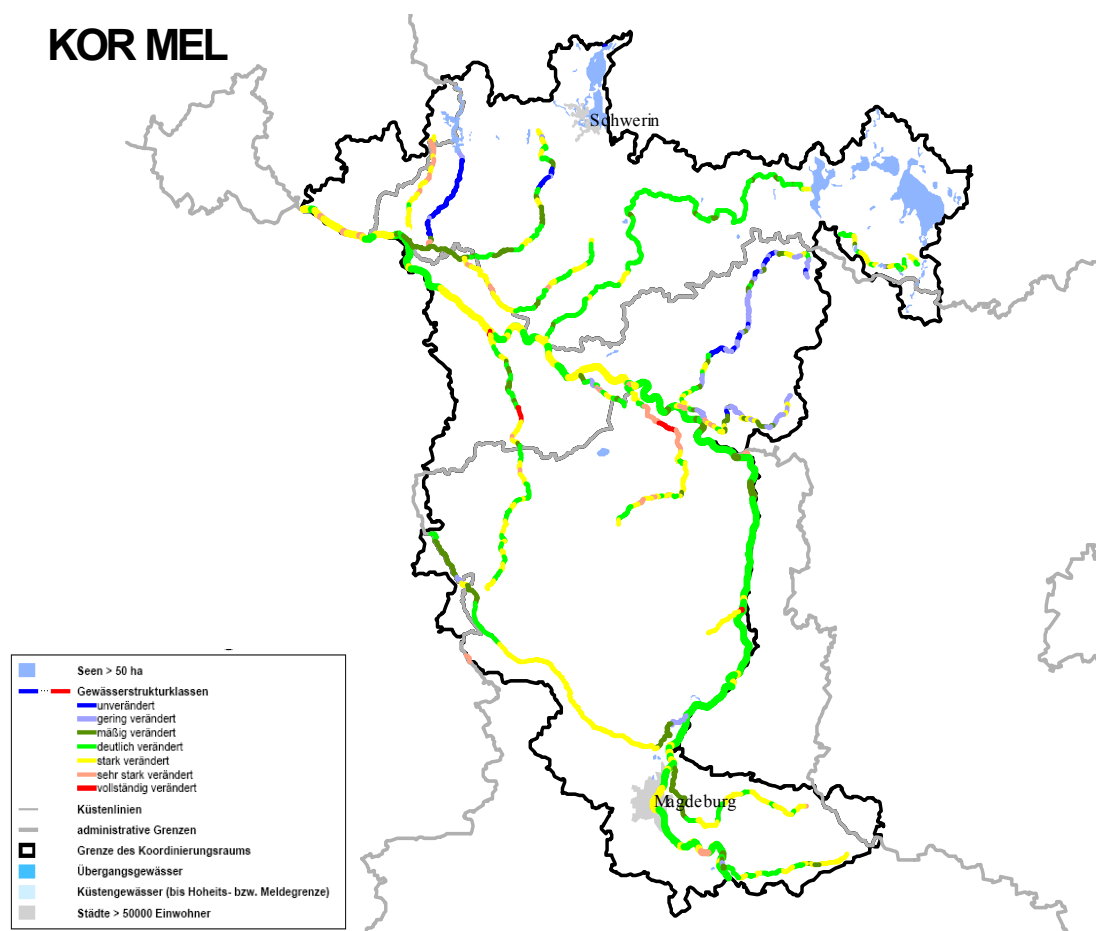 KOR MEL
Schwerin
Magdeburg
Seen > 50 ha
Gewässerstrukturklassen
unverändert
gering verändert
mäßig verändert
deutlich verändert
stark verändert
sehr stark verändert
vollständig verändert
Küstenlinien
administrative Grenzen
Grenze des Koordinierungsraums
Übergangsgewässer
Küstengewässer (bis Hoheits- bzw. Meldegrenze)
Städte > 50000 Einwohner